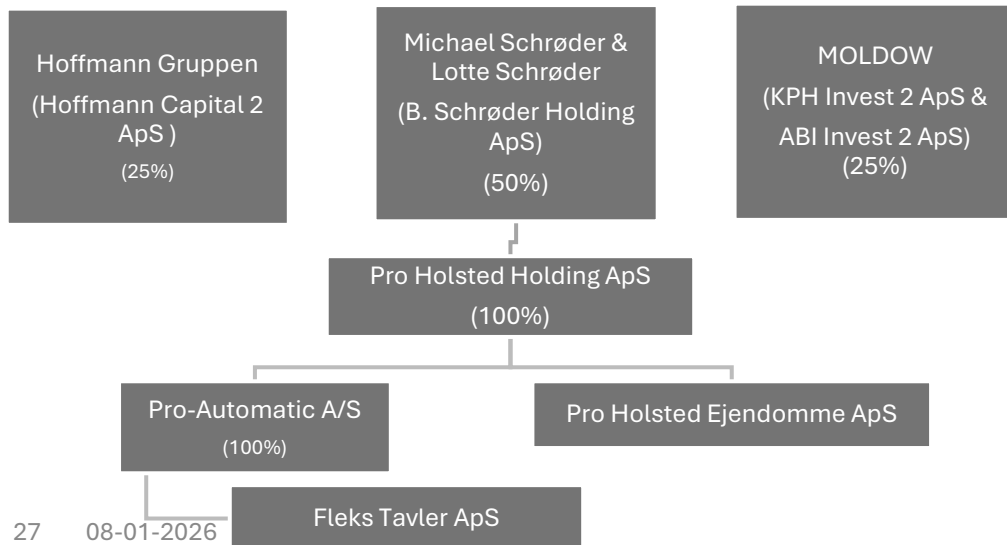 Hoffmann Gruppen
(Hoffmann Capital 2
ApS )
(25%)
Michael Schrøder &
Lotte Schrøder
(B. Schrøder Holding
ApS)
(50%)
MOLDOW
(KPH Invest 2 ApS &
ABI Invest 2 ApS)
(25%)
Pro Holsted Holding ApS
(100%)
Pro-Automatic A/S
(100%)
Pro Holsted Ejendomme ApS
Fleks Tavler ApS
27 08-01-2026